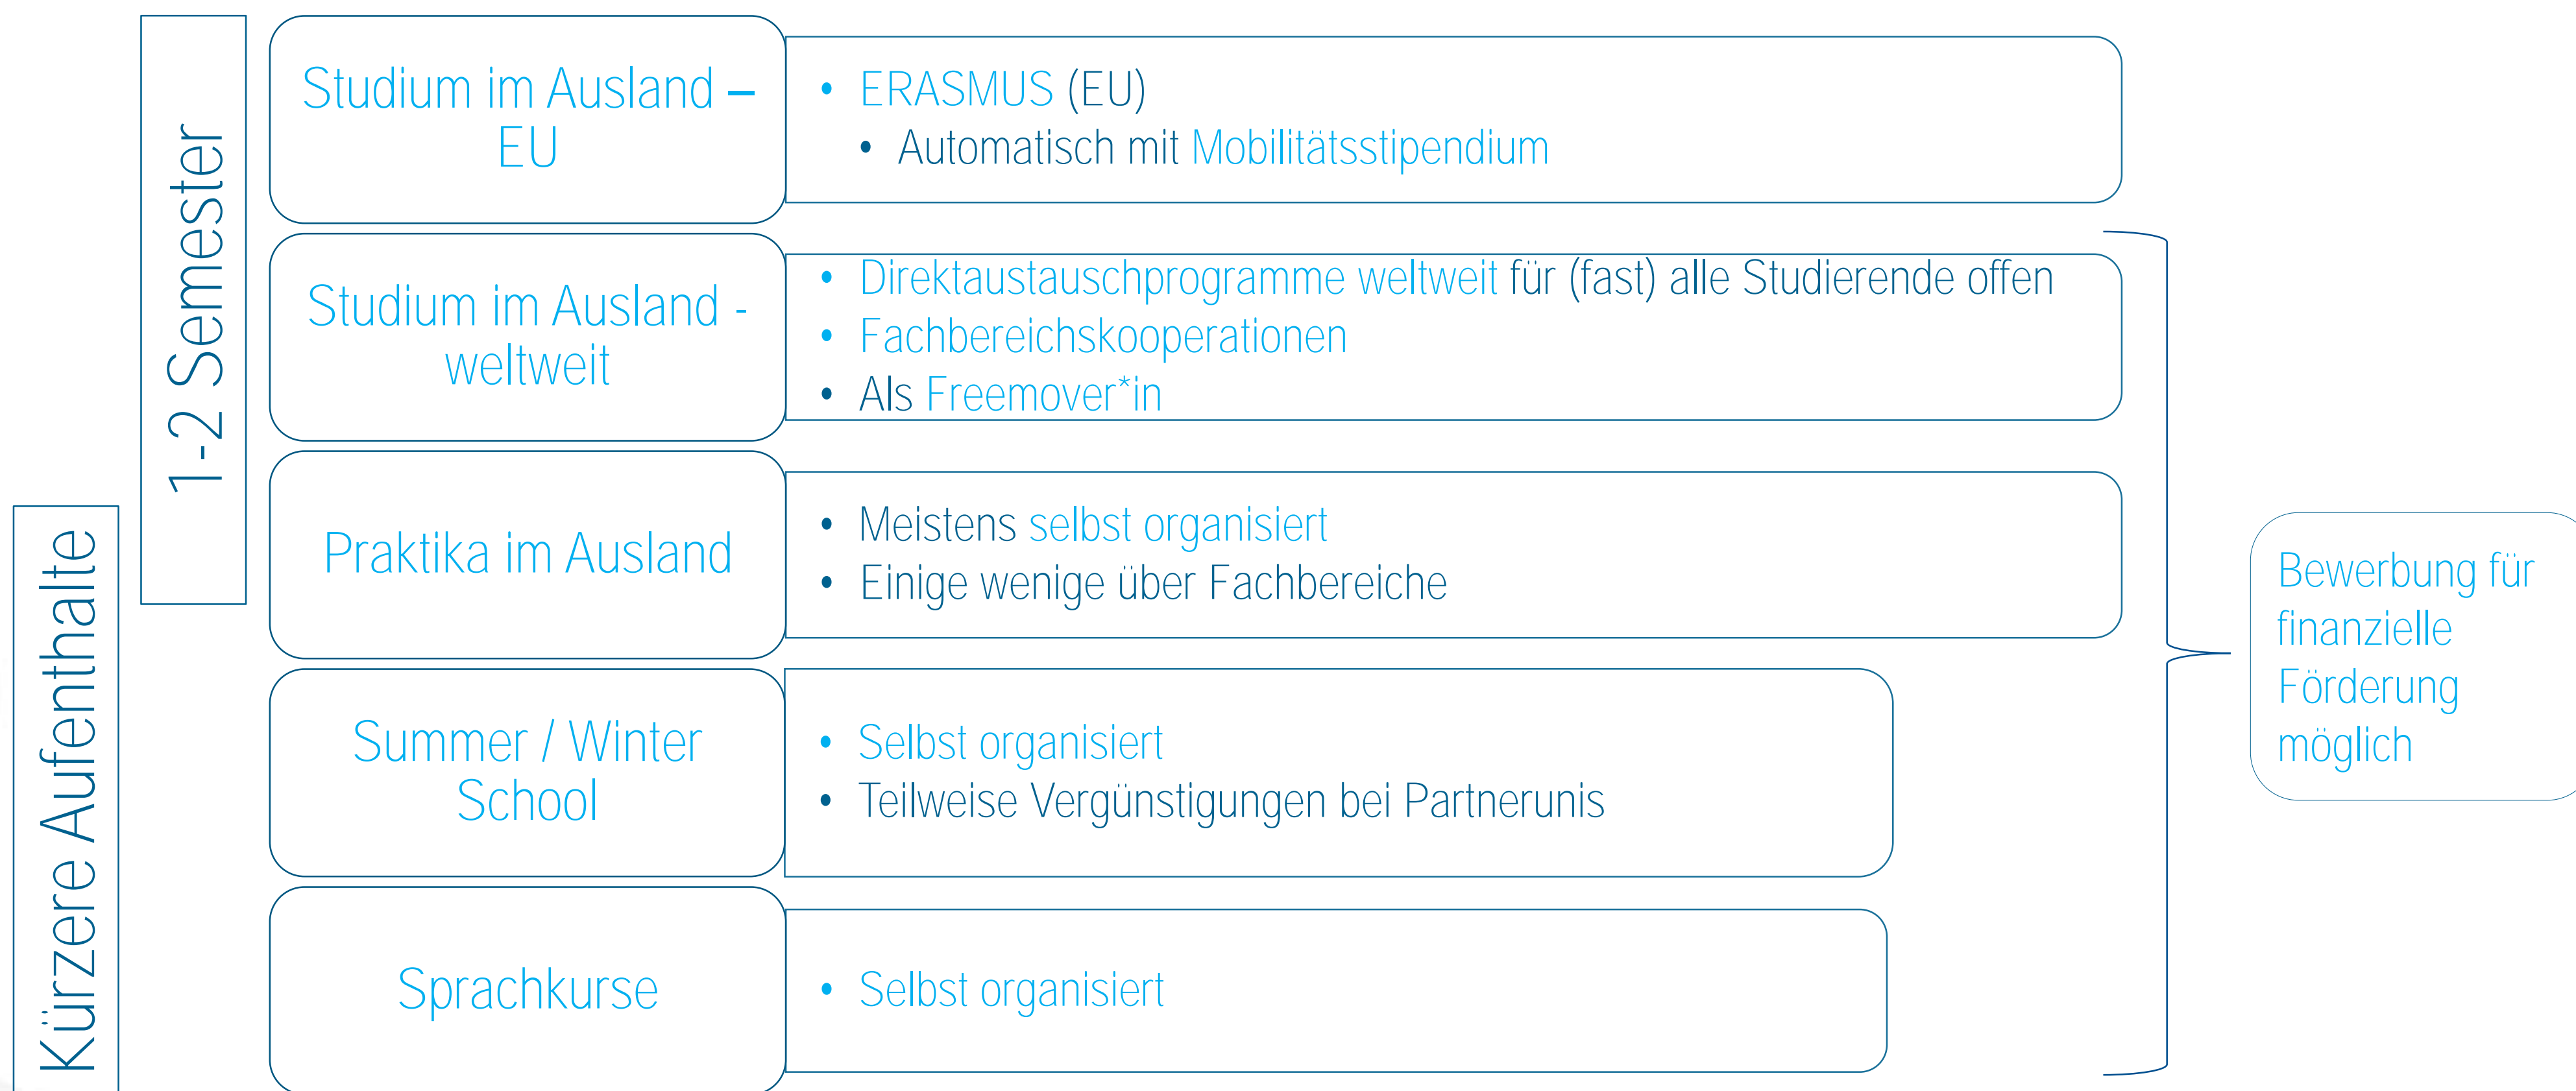 1-2 Semester
Kürzere Aufenthalte
Studium im Ausland –
EU
• ERASMUS (EU)
• Automatisch mit Mobilitätsstipendium
Studium im Ausland -
weltweit
• Direktaustauschprogramme weltweit für (fast) alle Studierende offen
• Fachbereichskooperationen
• Als Freemover*in
Praktika im Ausland
• Meistens selbst organisiert
• Einige wenige über Fachbereiche
Summer / Winter
School
• Selbst organisiert
• Teilweise Vergünstigungen bei Partnerunis
Sprachkurse
• Selbst organisiert
Bewerbung für
finanzielle
Förderung
möglich